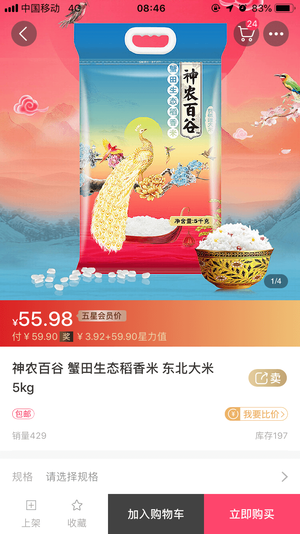 中国移动 4G 08:46 83%
24
神农百谷
蟹田生态稻香米
净含量:5千克
1/4
¥55.98 五星会员价
付¥59.90 奖 ¥3.92+59.90星力值
神农百谷 蟹田生态稻香米 东北大米
5kg
卖
包邮
我要比价>
销量429
库存197
规格 请选择规格
上架
收藏
加入购物车
立即购买